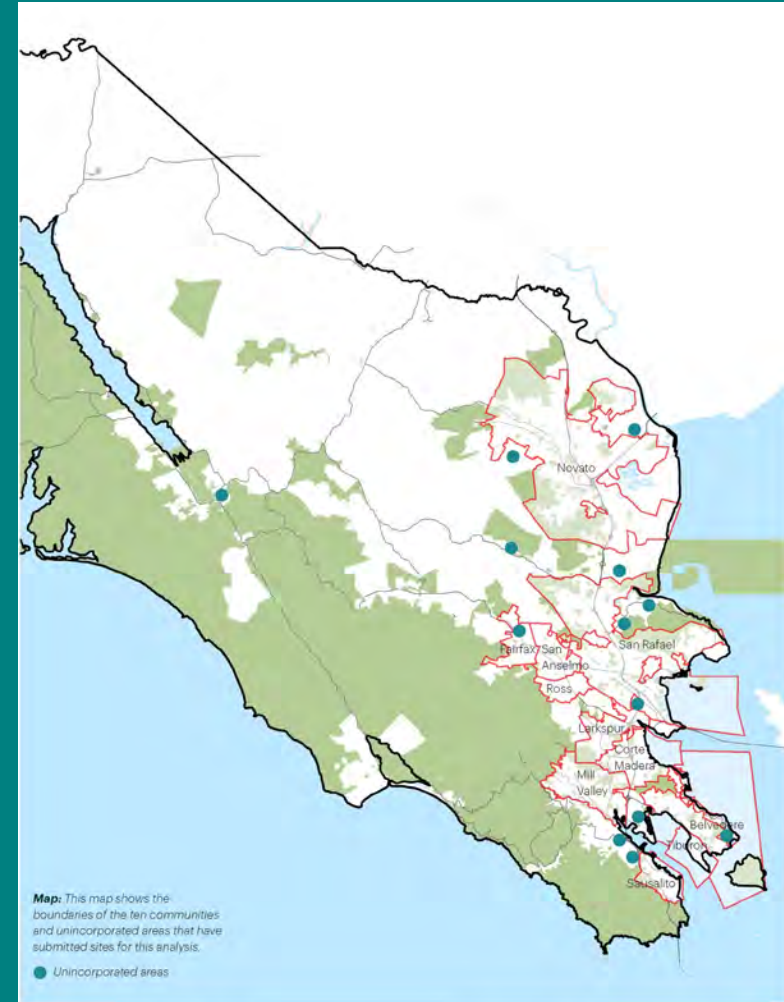 Novato
San Rafael
Fairfax
San
Anselmo
Ross
Larkspur
Corte
Madera
Mill
Valley
Belvedere
Tiburon
Sausalito
Map: This map shows the
boundaries of the ten communities
and unincorporated areas that have
submitted sites for this analysis.
Unincorporated areas